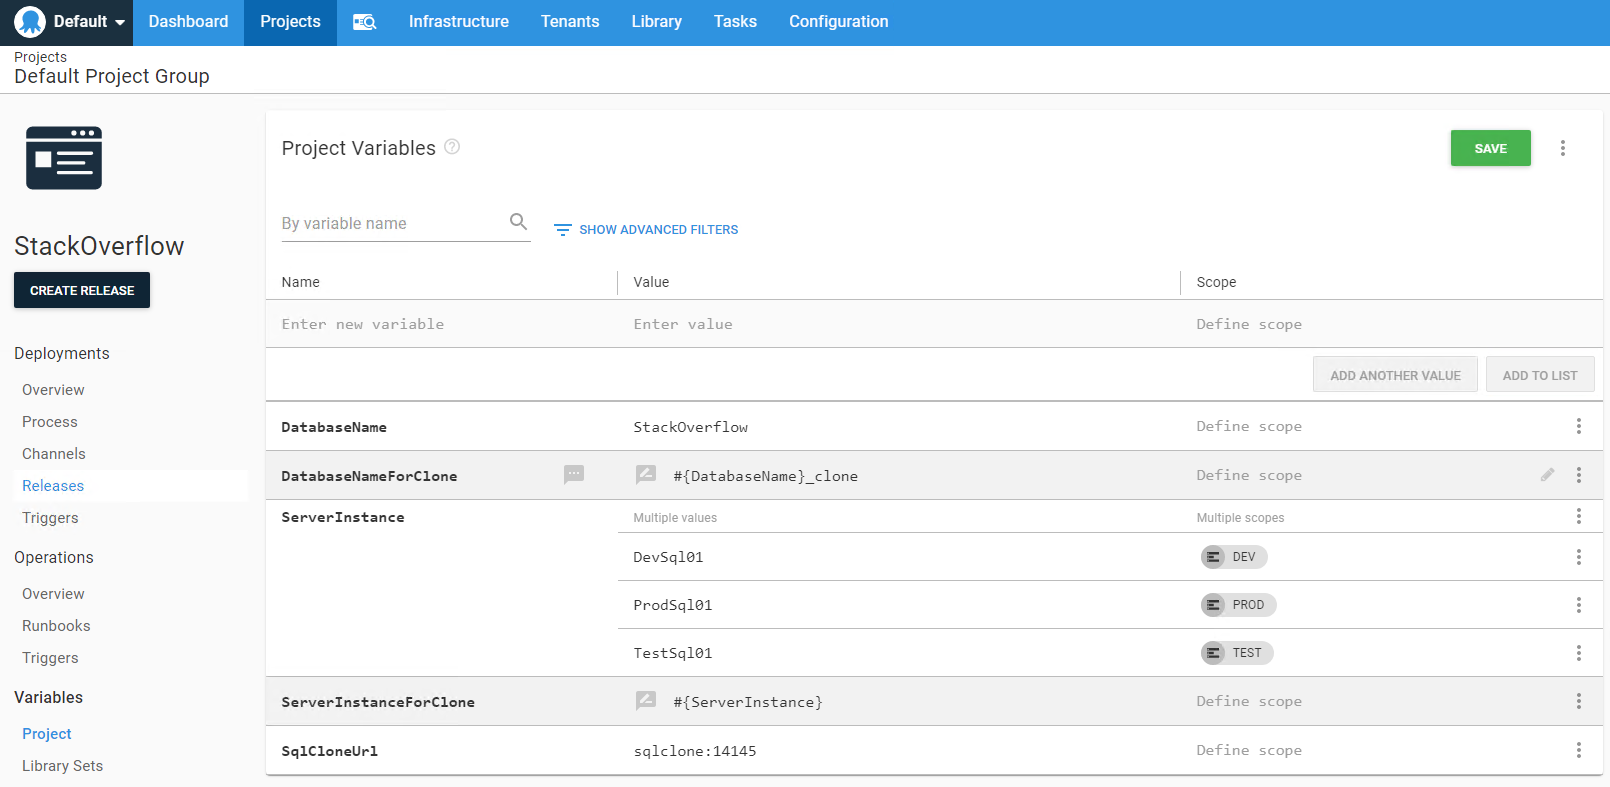 Default Dashboard Projects Infrastructure Tenants Library Tasks Configuration
Projects
Default Project Group
StackOverflow
CREATE RELEASE
Deployments
Overview
Process
Channels
Releases
Triggers
Operations
Overview
Runbooks
Triggers
Variables
Project
Library Sets
Project Variables ?
SAVE
By variable name
SHOW ADVANCED FILTERS
Name Value Scope
Enter new variable Enter value Define scope
ADD ANOTHER VALUE ADD TO LIST
DatabaseName StackOverflow Define scope
DatabaseNameForClone #{DatabaseName}_clone Define scope
ServerInstance Multiple values Multiple scopes
DevSql01 DEV
ProdSql01 PROD
TestSql01 TEST
ServerInstanceForClone #{ServerInstance} Define scope
SqlCloneUrl sqlclone:14145 Define scope